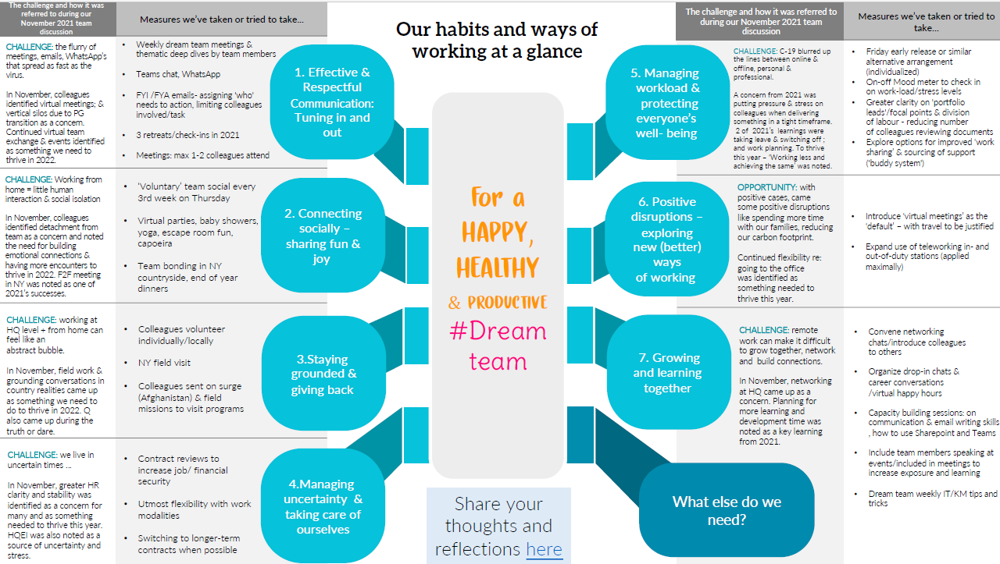 The challenge and how it was
referred to during our
November 2021 team
discussion
Measures we've taken or tried to take...
CHALLENGE: the flurry of
meetings, emails, WhatsApp's
that spread as fast as the
virus.
In November, colleagues
identified virtual meetings; &
vertical silos due to PG
transition as a concern.
Continued virtual team
exchange & events identified
as something we need to
thrive in 2022.
• Weekly dream team meetings &
thematic deep dives by team members
• Teams chat, WhatsApp
• FYI /FYA emails- assigning 'who'
needs to action, limiting colleagues
involved/task
• 3 retreats/check-ins in 2021
• Meetings: max 1-2 colleagues attend
1. Effective &
Respectful
Communication:
Tuning in and
out
CHALLENGE: Working from
home = little human
interaction & social isolation
In November, colleagues
identified detachment from
team as a concern and noted
the need for building
emotional connections &
having more encounters to
thrive in 2022. F2F meeting
in NY was noted as one of
2021's successes.
• 'Voluntary' team social every
3rd week on Thursday
• Virtual parties, baby showers,
yoga, escape room fun,
capoeira
• Team bonding in NY
countryside, end of year
dinners
2. Connecting
socially –
sharing fun &
joy
CHALLENGE: working at
HQ level + from home can
feel like an
abstract bubble.
In November, field work &
grounding conversations in
country realities came up
as something we need to
do to thrive in 2022. Q
also came up during the
truth or dare.
• Colleagues volunteer
individually/locally
• NY field visit
• Colleagues sent on surge
(Afghanistan) & field
missions to visit programs
3.Staying
grounded &
giving back
CHALLENGE: we live in
uncertain times ...
In November, greater HR
clarity and stability was
identified as a concern for
many and as something
needed to thrive this year.
HQEI was also noted as a
source of uncertainty and
stress.
• Contract reviews to
increase job/ financial
security
• Utmost flexibility with work
modalities
• Switching to longer-term
contracts when possible
4.Managing
uncertainty &
taking care of
ourselves
Our habits and ways of
working at a glance
For a
HAPPY,
HEALTHY
& PRODUCTIVE
#Dream
team
Share your
thoughts and
reflections here
The challenge and how it was referred to
during our November 2021 team
discussion
Measures we've taken or tried to
take...
5. Managing
workload &
protecting
everyone's
well- being
CHALLENGE: C-19 blurred up
the lines between online &
offline, personal &
professional.
A concern from 2021 was
putting pressure & stress on
colleagues when delivering
something in a tight timeframe.
2 of 2021's learnings were
taking leave & switching off ;
and work planning. To thrive
this year – 'Working less and
achieving the same' was noted.
• Friday early release or similar
alternative arrangement
(individualized)
• On-off Mood meter to check in
on work-load/stress levels
• Greater clarity on 'portfolio
leads'/focal points & division
of labour - reducing number
of colleagues reviewing documents
• Explore options for improved 'work
sharing' & sourcing of support
('buddy system')
6. Positive
disruptions –
exploring
new (better)
ways
of working
OPPORTUNITY: with
positive cases, came
some positive disruptions
like spending more time
with our families, reducing
our carbon footprint.
Continued flexibility re:
going to the office
was identified as
something needed to
thrive this year.
• Introduce 'virtual meetings' as the
'default' – with travel to be justified
• Expand use of teleworking in- and
out-of-duty stations (applied
maximally)
7. Growing
and learning
together
CHALLENGE: remote
work can make it difficult
to grow together, network
and build connections.
In November, networking
at HQ came up as a
concern. Planning for
more learning and
development time was
noted as a key learning
from 2021.
• Convene networking
chats/introduce colleagues
to others
• Organize drop-in chats &
career conversations
/virtual happy hours
• Capacity building sessions: on
communication & email writing skills
, how to use Sharepoint and Teams
• Include team members speaking at
events/included in meetings to
increase exposure and learning
• Dream team weekly IT/KM tips and
tricks
What else do we
need?